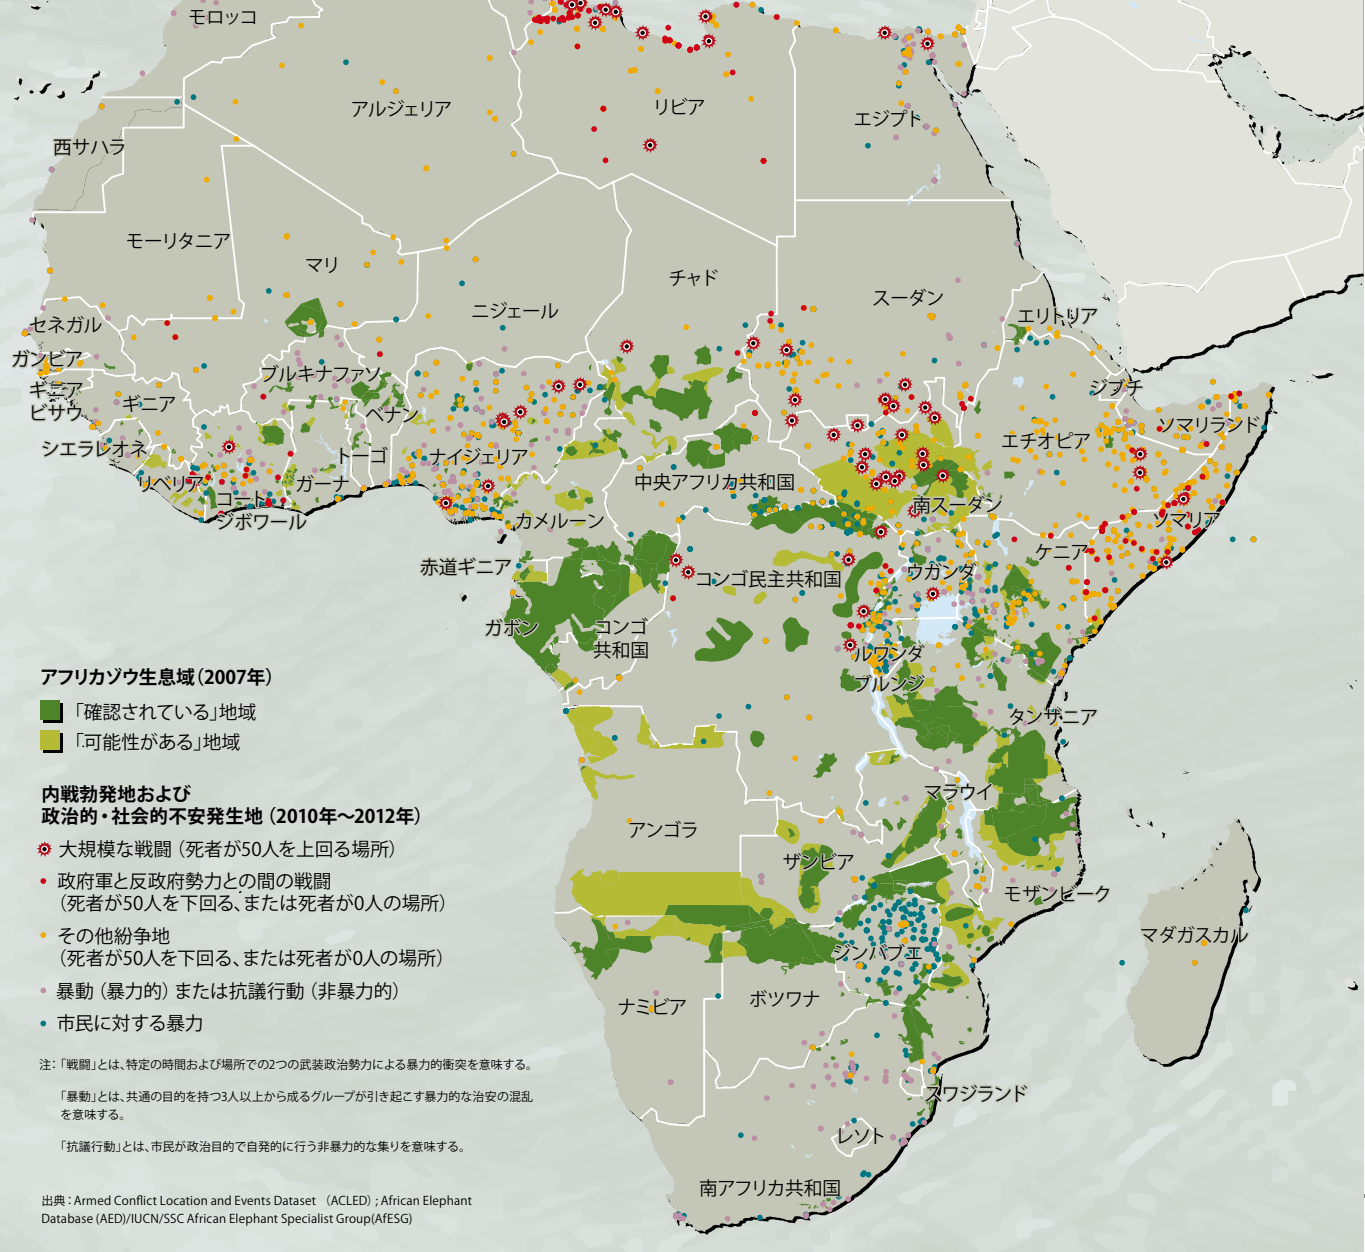 モロッコ
アルジェリア
リビア
エジプト
西サハラ
モーリタニア
マリ
ニジェール
チャド
スーダン
エリトリア
セネガル
ガンビア
ギニア
ビサウ
ギニア
ブルキナファソ
ベナン
ジブチ
ソマリランド
エチオピア
シエラレオネ
リベリア
コート
ジボワール
ガーナ
トーゴ
ナイジェリア
中央アフリカ共和国
南スーダン
ソマリア
カメルーン
赤道ギニア
コンゴ民主共和国
ウガンダ
ケニア
ガボン
コンゴ
共和国
ルワンダ
ブルンジ
タンザニア
マラウイ
アンゴラ
ザンビア
モザンビーク
マダガスカル
ジンバブエ
ナミビア
ボツワナ
スワジランド
レソト
南アフリカ共和国
アフリカゾウ生息域（2007年）
「確認されている」地域
「可能性がある」地域
内戦勃発地および
政治的・社会的不安発生地（2010年～2012年）
大規模な戦闘（死者が50人を上回る場所）
政府軍と反政府勢力との間の戦闘
（死者が50人を下回る、または死者が0人の場所）
その他紛争地
（死者が50人を下回る、または死者が0人の場所）
暴動（暴力的）または抗議行動（非暴力的）
市民に対する暴力
注：「戦闘」とは、特定の時間および場所での2つの武装政治勢力による暴力的衝突を意味する。
「暴動」とは、共通の目的を持つ3人以上から成るグループが引き起こす暴力的な治安の混乱
を意味する。
「抗議行動」とは、市民が政治目的で自発的に行う非暴力的な集りを意味する。
出典：Armed Conflict Location and Events Dataset （ACLED）; African Elephant
Database (AED)/IUCN/SSC African Elephant Specialist Group(AfESG)